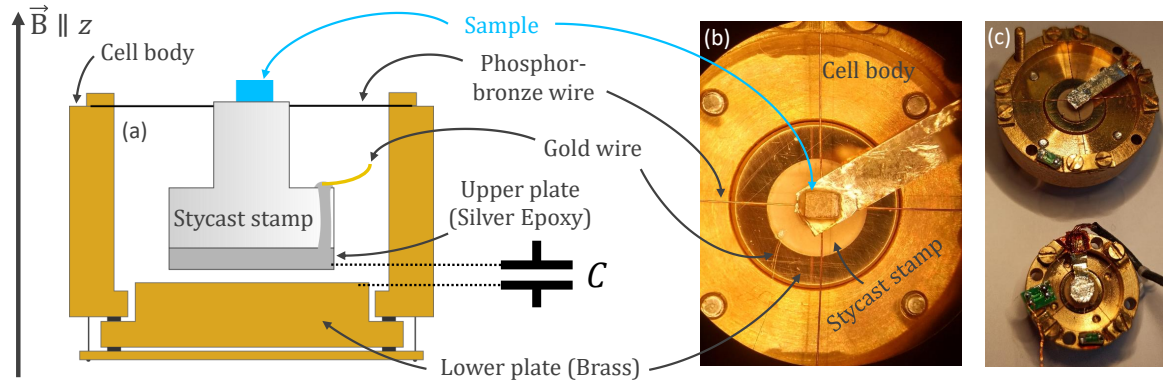 B⃗ ∥ z
Cell body
Sample
Phosphor-
bronze wire
(a)
Gold wire
Upper plate
(Silver Epoxy)
Stycast stamp
C
Lower plate (Brass)
(b)
Cell body
Stycast stamp
(c)